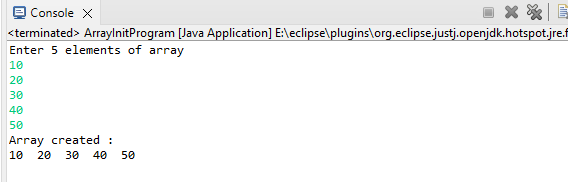 Console
<terminated> ArrayInitProgram [Java Application] E:\eclipse\plugins\org.eclipse.justj.openjdk.hotspot.jre.f
Enter 5 elements of array
10
20
30
40
50
Array created :
10  20  30  40  50